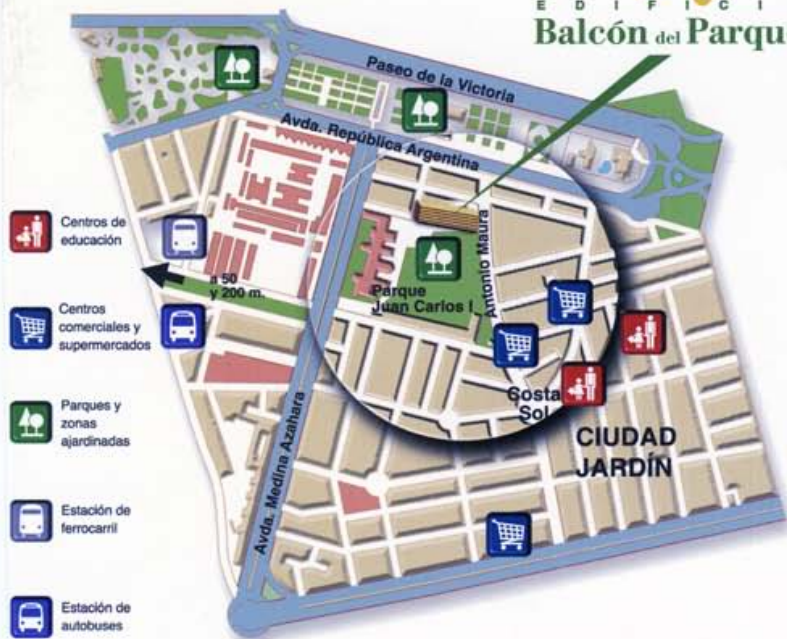 EDIFICI
Balcón del Parqu
Paseo de la Victoria
Avda. República Argentina
Centros de
educación
a 50
y 200 m.
Antonio Maura
Parque
Juan Carlos I
Centros
comerciales y
supermercados
Costa
Sol
Parques y
zonas
ajardinadas
CIUDAD
JARDÍN
Avda. Medina Azahara
Estación de
ferrocarril
Estación de
autobuses